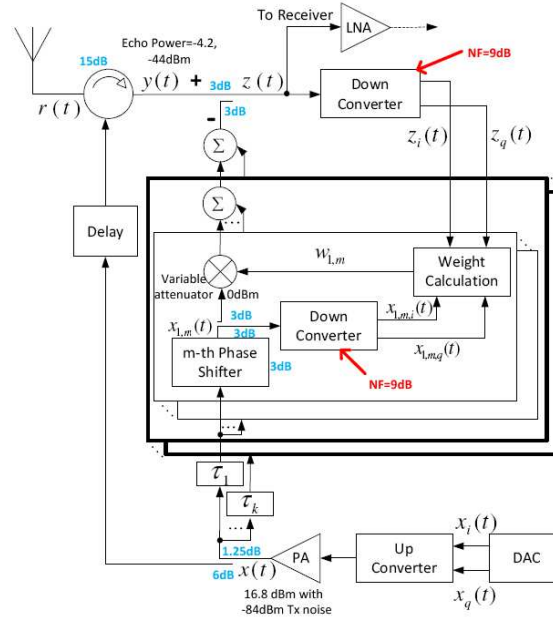 To Receiver
LNA
Echo Power=-4.2,
-44dBm
15dB
NF=9dB
y(t) + 3dB z(t)
r(t)
3dB
-
Down
Converter
z_i(t)
z_q(t)
Σ
Σ
...
Delay
w_{1,m}
Weight
Calculation
Variable
attenuator
0dBm
3dB
x_{1,m}(t)
3dB
Down
Converter
x_{1,m,i}(t)
x_{1,m,q}(t)
m-th Phase
Shifter
3dB
NF=9dB
...
τ_1
τ_k
...
1.25dB
6dB x(t)
PA
Up
Converter
x_i(t)
DAC
x_q(t)
16.8 dBm with
-84dBm Tx noise